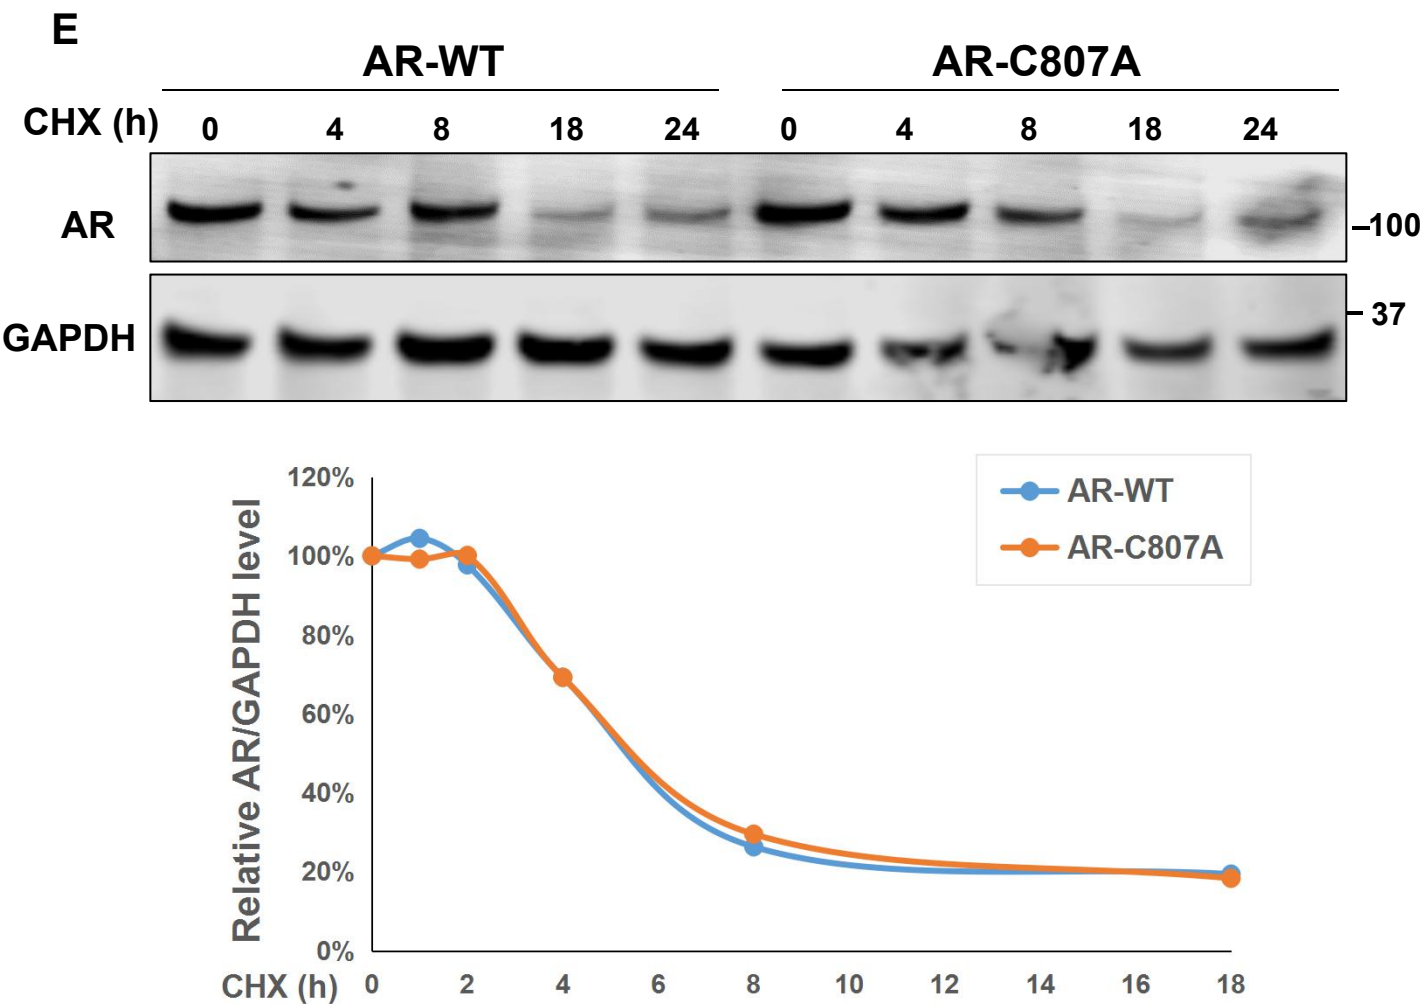 E
AR-WT AR-C807A
CHX (h) 0 4 8 18 24 0 4 8 18 24
AR
100
GAPDH
37
Relative AR/GAPDH level
120%
100%
80%
60%
40%
20%
0%
AR-WT
AR-C807A
CHX (h) 0 2 4 6 8 10 12 14 16 18